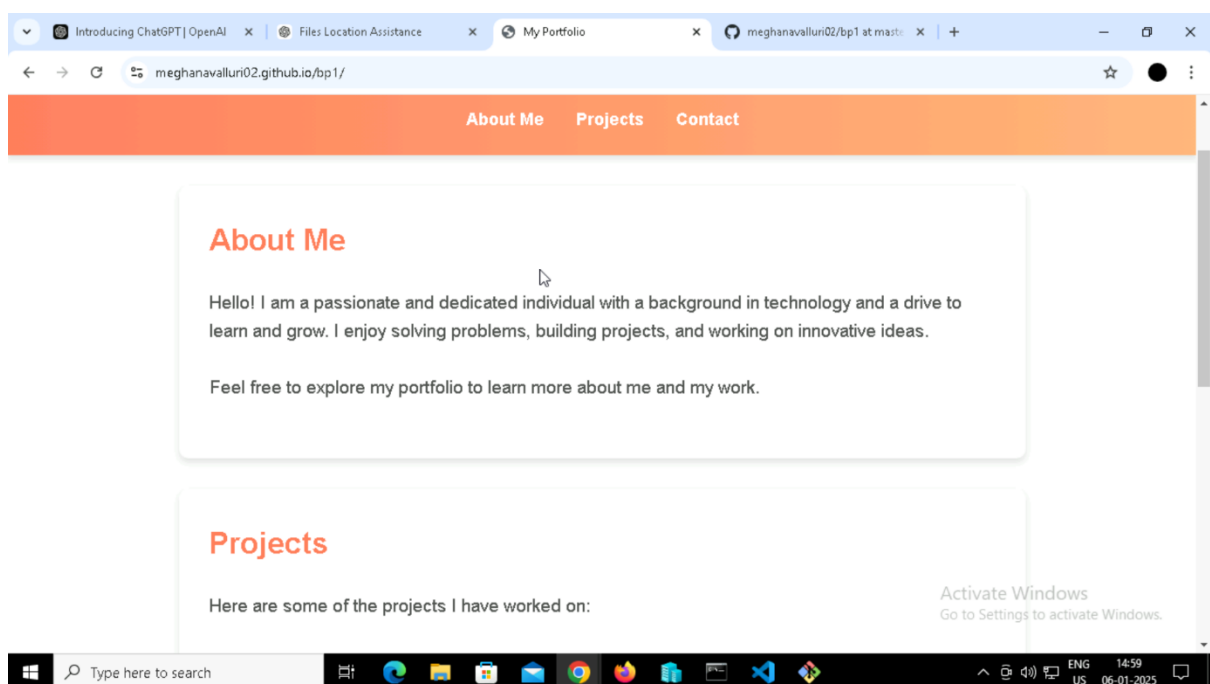 Introducing ChatGPT | OpenAI
Files Location Assistance
My Portfolio
meghanavalluri02/bp1 at maste
meghanavalluri02.github.io/bp1/
About Me
Projects
Contact
About Me
Hello! I am a passionate and dedicated individual with a background in technology and a drive to
learn and grow. I enjoy solving problems, building projects, and working on innovative ideas.
Feel free to explore my portfolio to learn more about me and my work.
Projects
Here are some of the projects I have worked on:
Activate Windows
Go to Settings to activate Windows.
Type here to search
ENG
US
14:59
06-01-2025